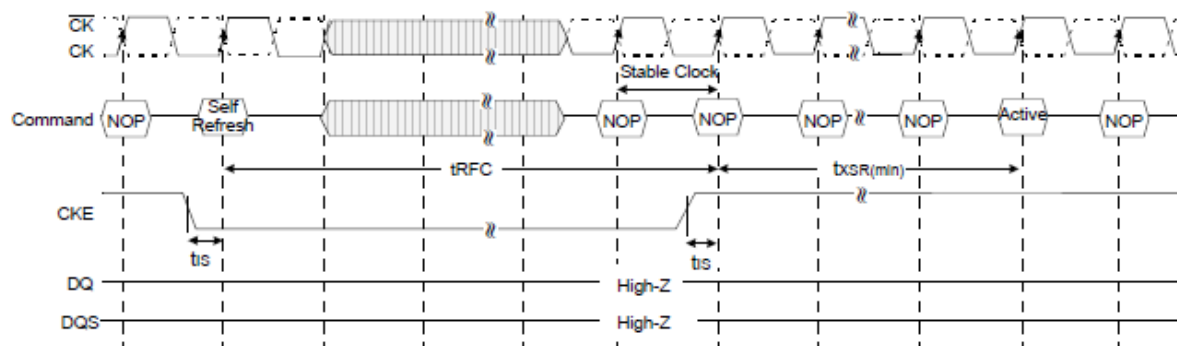 CK
CK
Stable Clock
Command NOP Self Refresh NOP NOP NOP NOP Active NOP
tRFC tXSR(min)
CKE
tIS tIS
DQ High-Z
DQS High-Z